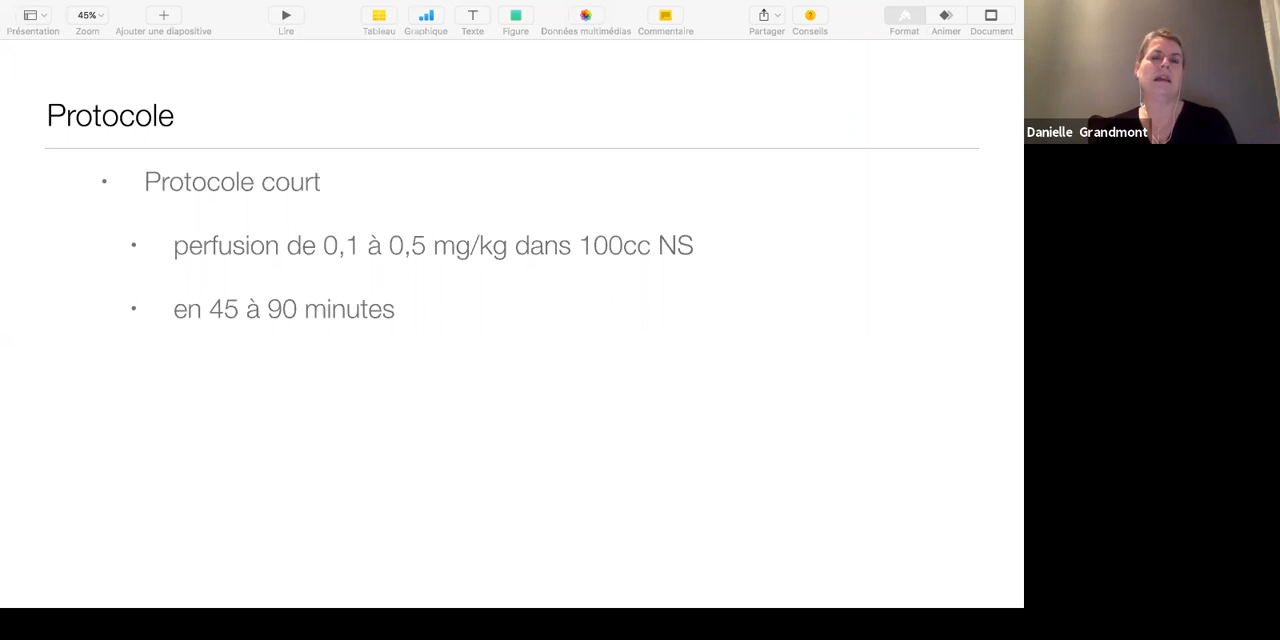 Présentation
45%
Zoom
Ajouter une diapositive
Lire
Tableau
Graphique
T
Texte
Figure
Données multimédias
Commentaire
Partager
?
Conseils
Format
Animer
Document
Danielle Grandmont
Protocole
• Protocole court
• perfusion de 0,1 à 0,5 mg/kg dans 100cc NS
• en 45 à 90 minutes